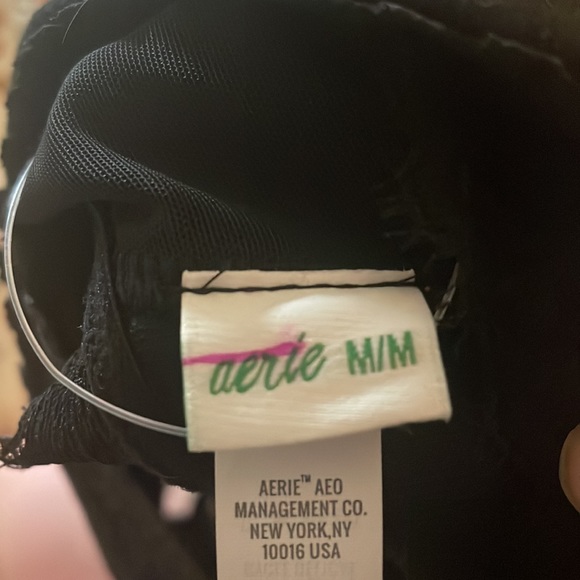 aerie M/M
AERIE™ AEO
MANAGEMENT CO.
NEW YORK,NY
10016 USA